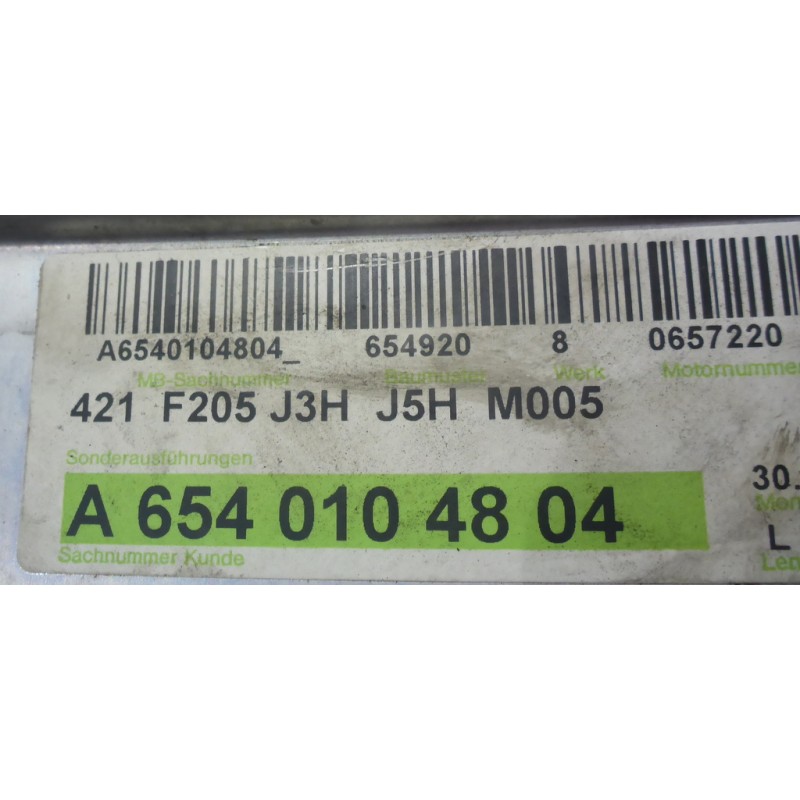 A6540104804_ 654920 8 0657220
MB-Sachnummer Baumuster Werk Motornummer
421 F205 J3H J5H M005
Sonderausführungen
30.
A 654 010 48 04
L
Sachnummer Kunde